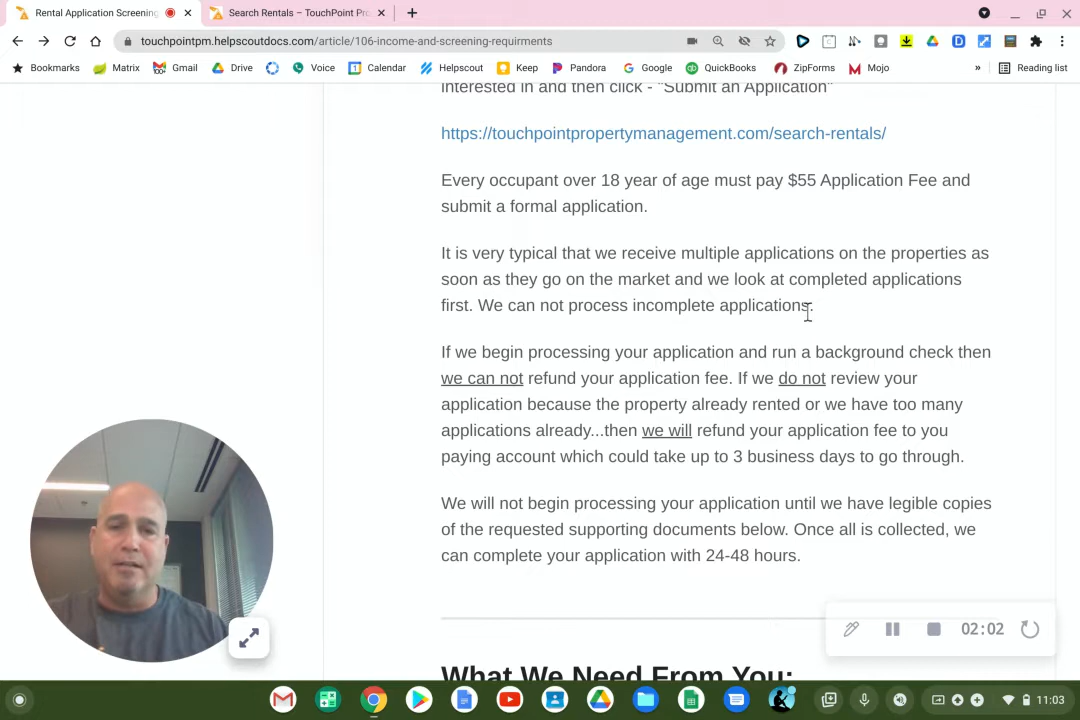 Rental Application Screening
Search Rentals – TouchPoint Pro
touchpointpm.helpscoutdocs.com/article/106-income-and-screening-requirments
Bookmarks Matrix Gmail Drive Voice Calendar Helpscout Keep Pandora Google QuickBooks ZipForms Mojo » Reading list
interested in and then click - "Submit an Application"
https://touchpointpropertymanagement.com/search-rentals/
Every occupant over 18 year of age must pay $55 Application Fee and
submit a formal application.
It is very typical that we receive multiple applications on the properties as
soon as they go on the market and we look at completed applications
first. We can not process incomplete applications.
If we begin processing your application and run a background check then
we can not refund your application fee. If we do not review your
application because the property already rented or we have too many
applications already...then we will refund your application fee to you
paying account which could take up to 3 business days to go through.
We will not begin processing your application until we have legible copies
of the requested supporting documents below. Once all is collected, we
can complete your application with 24-48 hours.
02:02
What We Need From You:
11:03